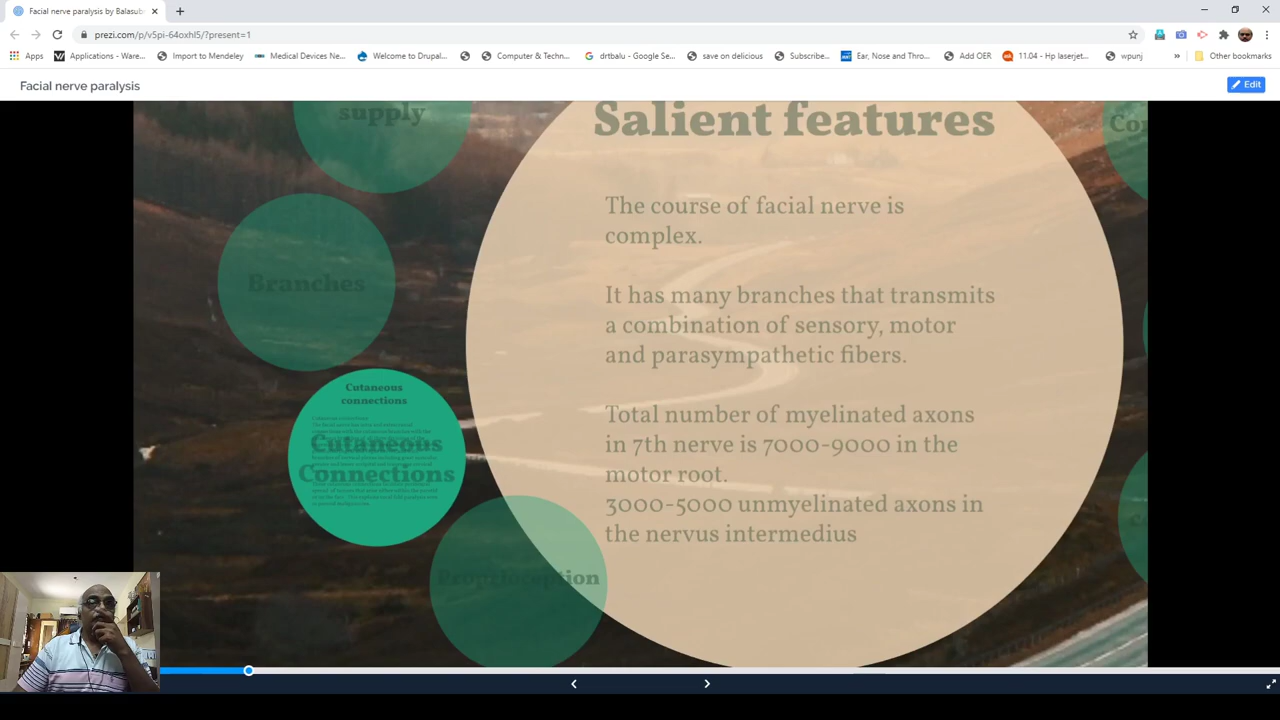 Facial nerve paralysis by Balasub
prezi.com/p/v5pi-64oxhl5/?present=1
Apps
Applications - Ware...
Import to Mendeley
Medical Devices Ne...
Welcome to Drupal...
Computer & Techn...
drtbalu - Google Se...
save on delicious
Subscribe...
Ear, Nose and Thro...
Add OER
11.04 - Hp laserjet...
wpunj
»
Other bookmarks
Facial nerve paralysis
Edit
supply
Salient features
Branches
The course of facial nerve is
complex.
It has many branches that transmits
a combination of sensory, motor
and parasympathetic fibers.
Total number of myelinated axons
in 7th nerve is 7000-9000 in the
motor root.
3000-5000 unmyelinated axons in
the nervus intermedius
Cutaneous
connections
Cutaneous
Connections
Proprioception